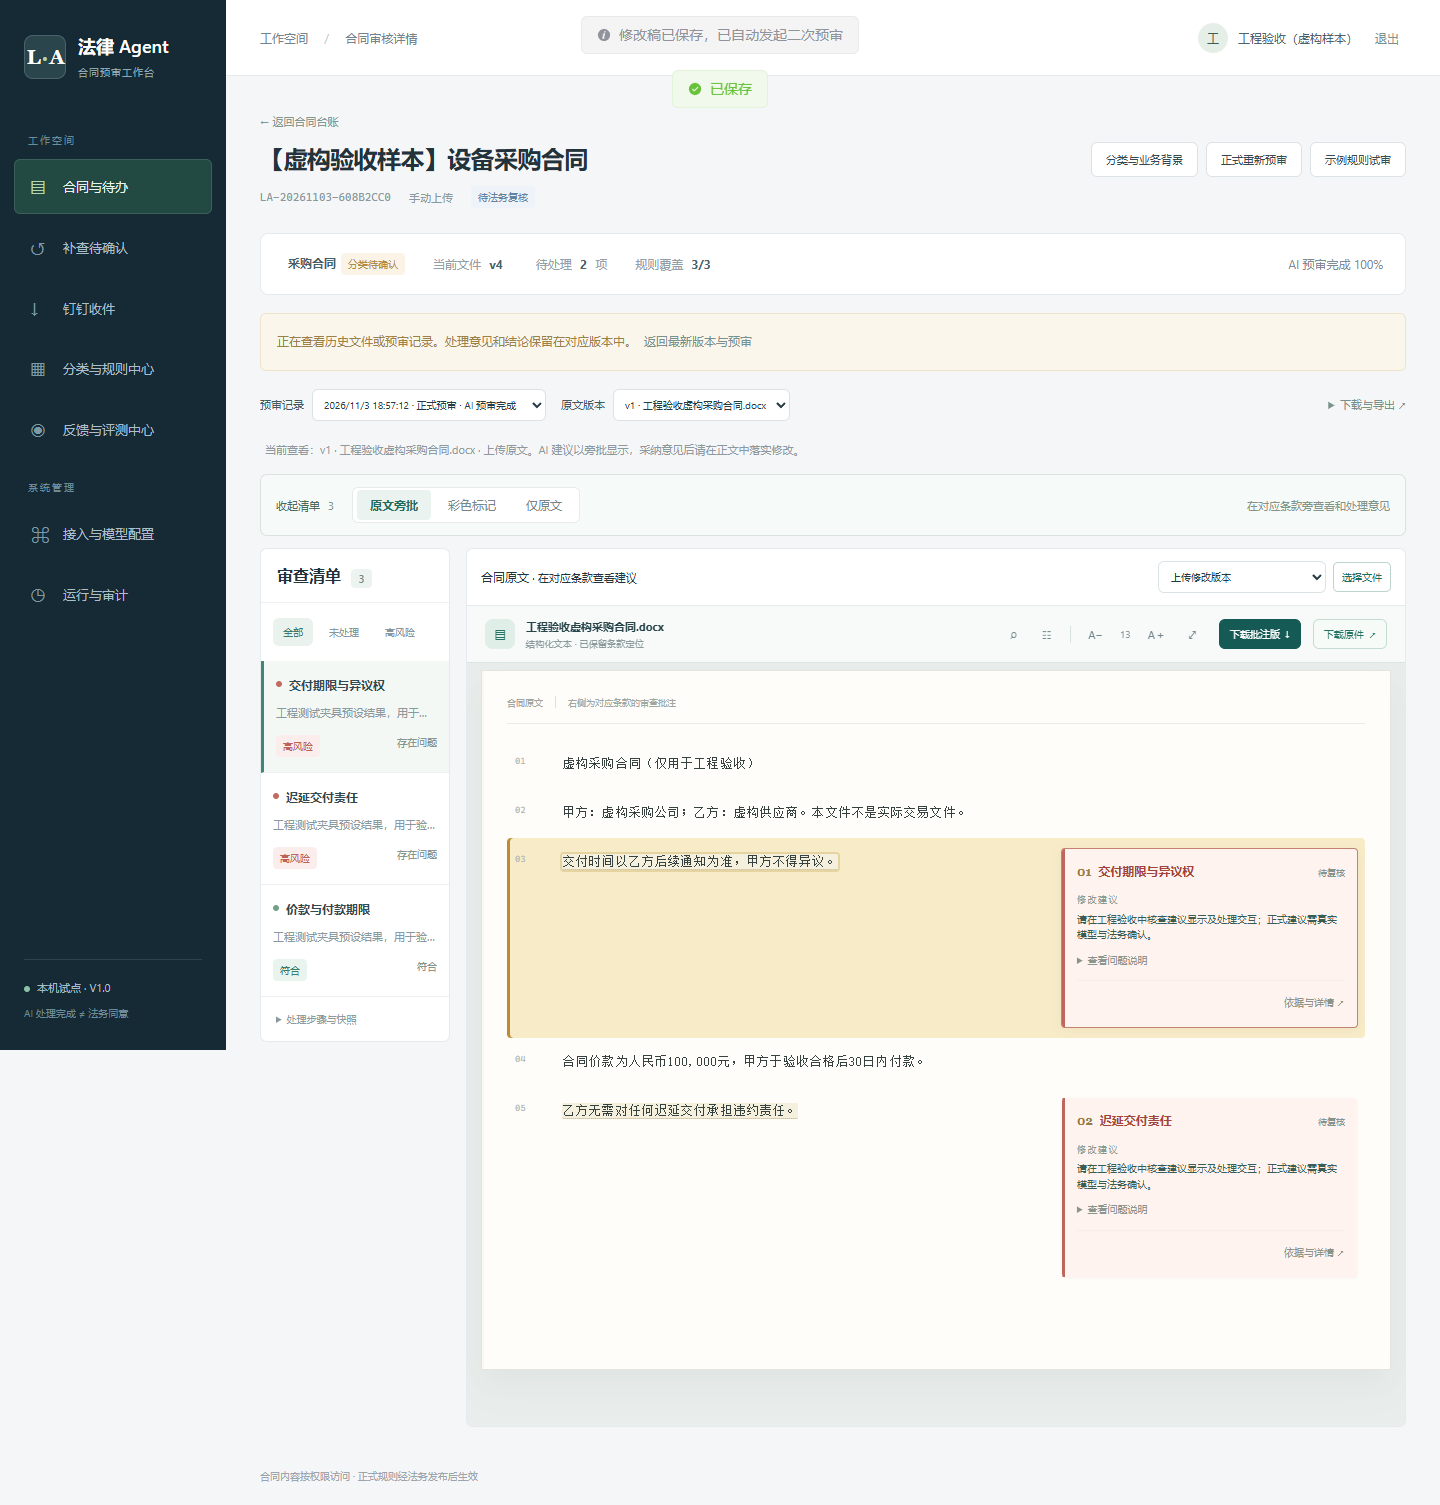 L·A
法律 Agent
合同预审工作台
工作空间
合同与待办
补查待确认
钉钉收件
分类与规则中心
反馈与评测中心
系统管理
接入与模型配置
运行与审计
本机试点 · V1.0
AI 处理完成 ≠ 法务同意
工作空间 / 合同审核详情
修改稿已保存，已自动发起二次预审
已保存
工 工程验收（虚构样本） 退出
← 返回合同台账
【虚构验收样本】设备采购合同
分类与业务背景 正式重新预审 示例规则试审
LA-20261103-608B2CC0 手动上传 待法务复核
采购合同 分类待确认 当前文件 v4 待处理 2 项 规则覆盖 3/3 AI 预审完成 100%
正在查看历史文件或预审记录。处理意见和结论保留在对应版本中。 返回最新版本与预审
预审记录 2026/11/3 18:57:12 · 正式预审 · AI 预审完成 原文版本 v1 · 工程验收虚构采购合同.docx ▶ 下载与导出 ↗
当前查看：v1 · 工程验收虚构采购合同.docx · 上传原文。AI 建议以旁批显示，采纳意见后请在正文中落实修改。
收起清单 3 原文旁批 彩色标记 仅原文 在对应条款旁查看和处理意见
审查清单 3
全部 未处理 高风险
交付期限与异议权
工程测试夹具预设结果，用于...
高风险 存在问题
迟延交付责任
工程测试夹具预设结果，用于验...
高风险 存在问题
价款与付款期限
工程测试夹具预设结果，用于验...
符合 符合
▶ 处理步骤与快照
合同原文 · 在对应条款查看建议 上传修改版本 选择文件
工程验收虚构采购合同.docx
结构化文本 · 已保留条款定位
A− 13 A+ 下载批注版 ↓ 下载原件 ↗
合同原文 右侧为对应条款的审查批注
01 虚构采购合同（仅用于工程验收）
02 甲方：虚构采购公司；乙方：虚构供应商。本文件不是实际交易文件。
03 交付时间以乙方后续通知为准，甲方不得异议。
01 交付期限与异议权 待复核
修改建议
请在工程验收中核查建议显示及处理交互；正式建议需真实
模型与法务确认。
▶ 查看问题说明
依据与详情 ↗
04 合同价款为人民币100,000元，甲方于验收合格后30日内付款。
05 乙方无需对任何迟延交付承担违约责任。
02 迟延交付责任 待复核
修改建议
请在工程验收中核查建议显示及处理交互；正式建议需真实
模型与法务确认。
▶ 查看问题说明
依据与详情 ↗
合同内容按权限访问 · 正式规则经法务发布后生效